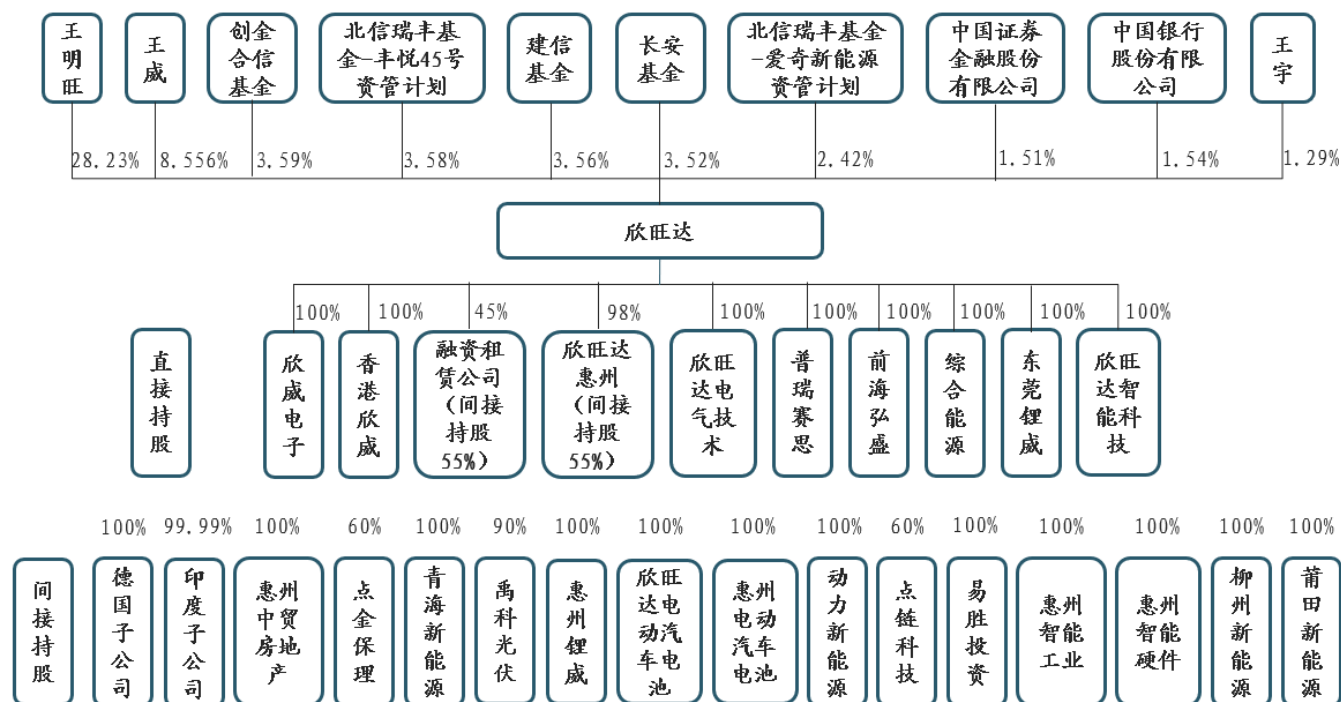 王
明
旺
王
威
创金
合信
基金
北信瑞丰基
金-丰悦45号
资管计划
建信
基金
长安
基金
北信瑞丰基金
-爱奇新能源
资管计划
中国证券
金融股份
有限公司
中国银行
股份有限
公司
王
宇
28.23%
8.556%
3.59%
3.58%
3.56%
3.52%
2.42%
1.51%
1.54%
1.29%
欣旺达
100%
100%
45%
98%
100%
100%
100%
100%
100%
100%
直
接
持
股
欣
威
电
子
香
港
欣
威
融资租
赁公司
（间接
持股
55%）
欣旺达
惠州
（间接
持股
55%）
欣旺
达电
气技
术
普
瑞
赛
思
前
海
弘
盛
综
合
能
源
东
莞
锂
威
欣旺
达智
能科
技
100%
99.99%
100%
60%
100%
90%
100%
100%
100%
100%
60%
100%
100%
100%
100%
100%
间
接
持
股
德
国
子
公
司
印
度
子
公
司
惠州
中贸
房地
产
点
金
保
理
青
海
新
能
源
禹
科
光
伏
惠
州
锂
威
欣旺
达电
动汽
车电
池
惠州
电动
汽车
电池
动
力
新
能
源
点
链
科
技
易
胜
投
资
惠州
智能
工业
惠州
智能
硬件
柳
州
新
能
源
莆
田
新
能
源